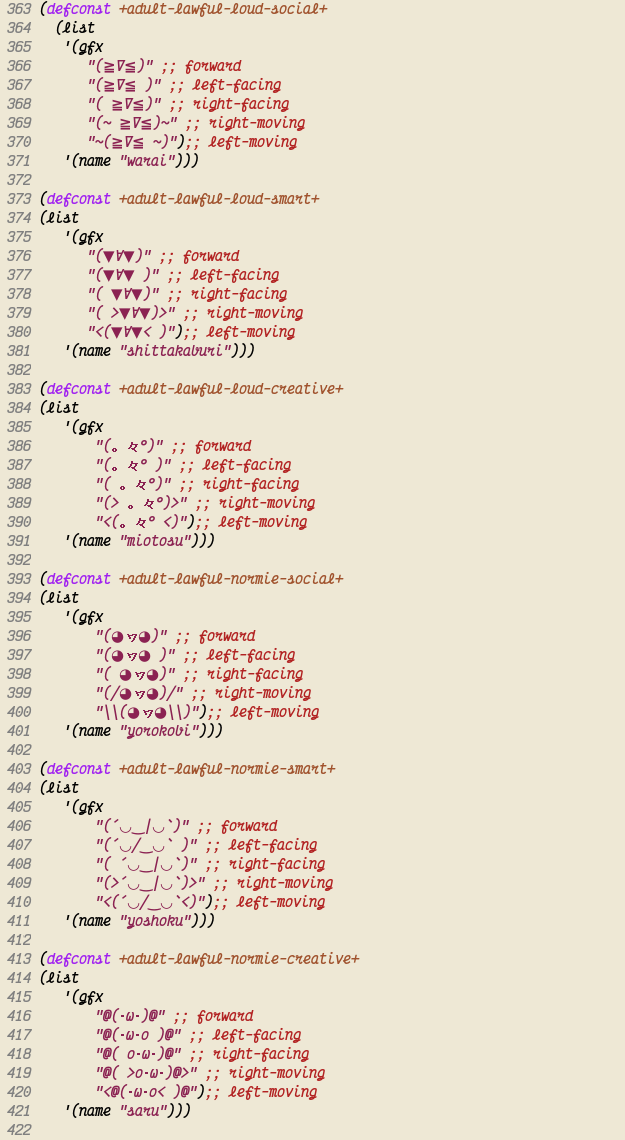 363 (defconst +adult-lawful-loud-social+
364   (list
365    '(gfx
366       "(≧∇≦)" ;; forward
367       "(≧∇≦ )" ;; left-facing
368       "( ≧∇≦)" ;; right-facing
369       "(~ ≧∇≦)~" ;; right-moving
370       "~(≧∇≦ ~)");; left-moving
371    '(name "warai")))
372
373 (defconst +adult-lawful-loud-smart+
374 (list
375    '(gfx
376       "(▼∀▼)" ;; forward
377       "(▼∀▼ )" ;; left-facing
378       "( ▼∀▼)" ;; right-facing
379       "( >▼∀▼)>" ;; right-moving
380       "<(▼∀▼< )");; left-moving
381    '(name "shittakaburi")))
382
383 (defconst +adult-lawful-loud-creative+
384 (list
385    '(gfx
386        "(。々°)" ;; forward
387        "(。々° )" ;; left-facing
388        "( 。々°)" ;; right-facing
389        "(> 。々°)>" ;; right-moving
390        "<(。々° <)");; left-moving
391    '(name "miotosu")))
392
393 (defconst +adult-lawful-normie-social+
394 (list
395    '(gfx
396        "(◕ヮ◕)" ;; forward
397        "(◕ヮ◕ )" ;; left-facing
398        "( ◕ヮ◕)" ;; right-facing
399        "(/◕ヮ◕)/" ;; right-moving
400        "\\(◕ヮ◕\\)");; left-moving
401    '(name "yorokobi")))
402
403 (defconst +adult-lawful-normie-smart+
404 (list
405    '(gfx
406        "(´◡_/◡`)" ;; forward
407        "(´◡/_◡` )" ;; left-facing
408        "( ´◡_/◡`)" ;; right-facing
409        "(>´◡_/◡`)>" ;; right-moving
410        "<(´◡/_◡`<)");; left-moving
411    '(name "yoshoku")))
412
413 (defconst +adult-lawful-normie-creative+
414 (list
415    '(gfx
416        "@(･ω･)@" ;; forward
417        "@(･ω･o )@" ;; left-facing
418        "@( o･ω･)@" ;; right-facing
419        "@( >o･ω･)@>" ;; right-moving
420        "<@(･ω･o< )@");; left-moving
421    '(name "saru")))
422